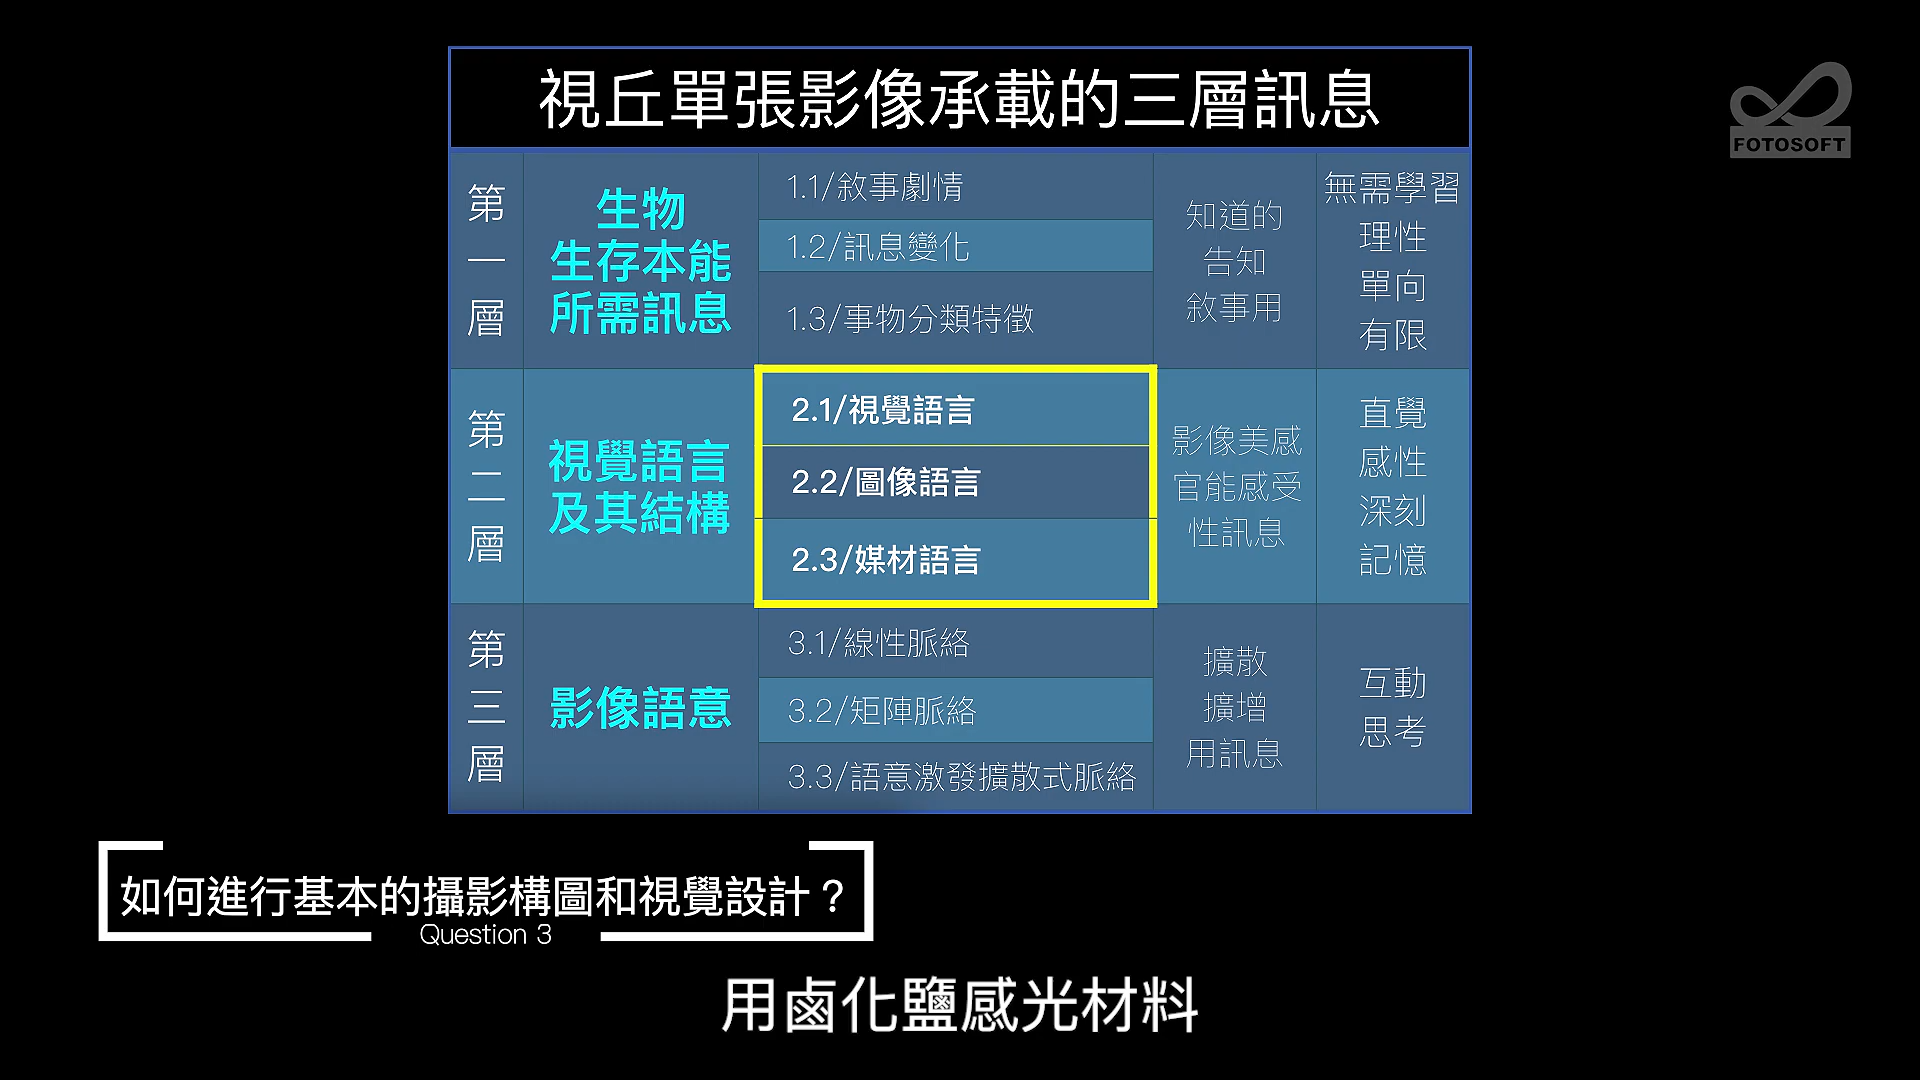 視丘單張影像承載的三層訊息
FOTOSOFT
第
一
層
生物
生存本能
所需訊息
1.1/敘事劇情
1.2/訊息變化
1.3/事物分類特徵
知道的
告知
敘事用
無需學習
理性
單向
有限
第
二
層
視覺語言
及其結構
2.1/視覺語言
2.2/圖像語言
2.3/媒材語言
影像美感
官能感受
性訊息
直覺
感性
深刻
記憶
第
三
層
影像語意
3.1/線性脈絡
3.2/矩陣脈絡
3.3/語意激發擴散式脈絡
擴散
擴增
用訊息
互動
思考
如何進行基本的攝影構圖和視覺設計？
Question 3
用鹵化鹽感光材料